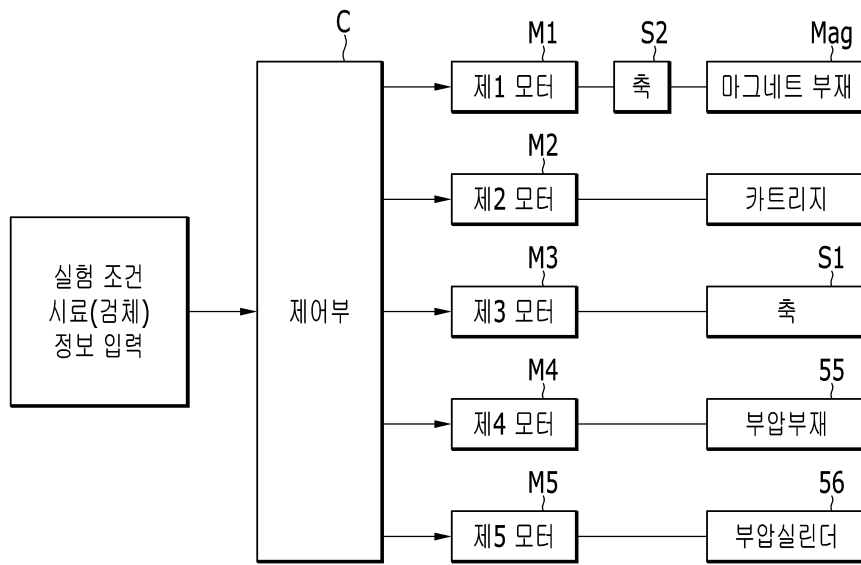 C
M1
S2
Mag
제1 모터
축
마그네트 부재
M2
제2 모터
카트리지
실험 조건
시료(검체)
정보 입력
제어부
M3
S1
제3 모터
축
M4
55
제4 모터
부압부재
M5
56
제5 모터
부압실린더